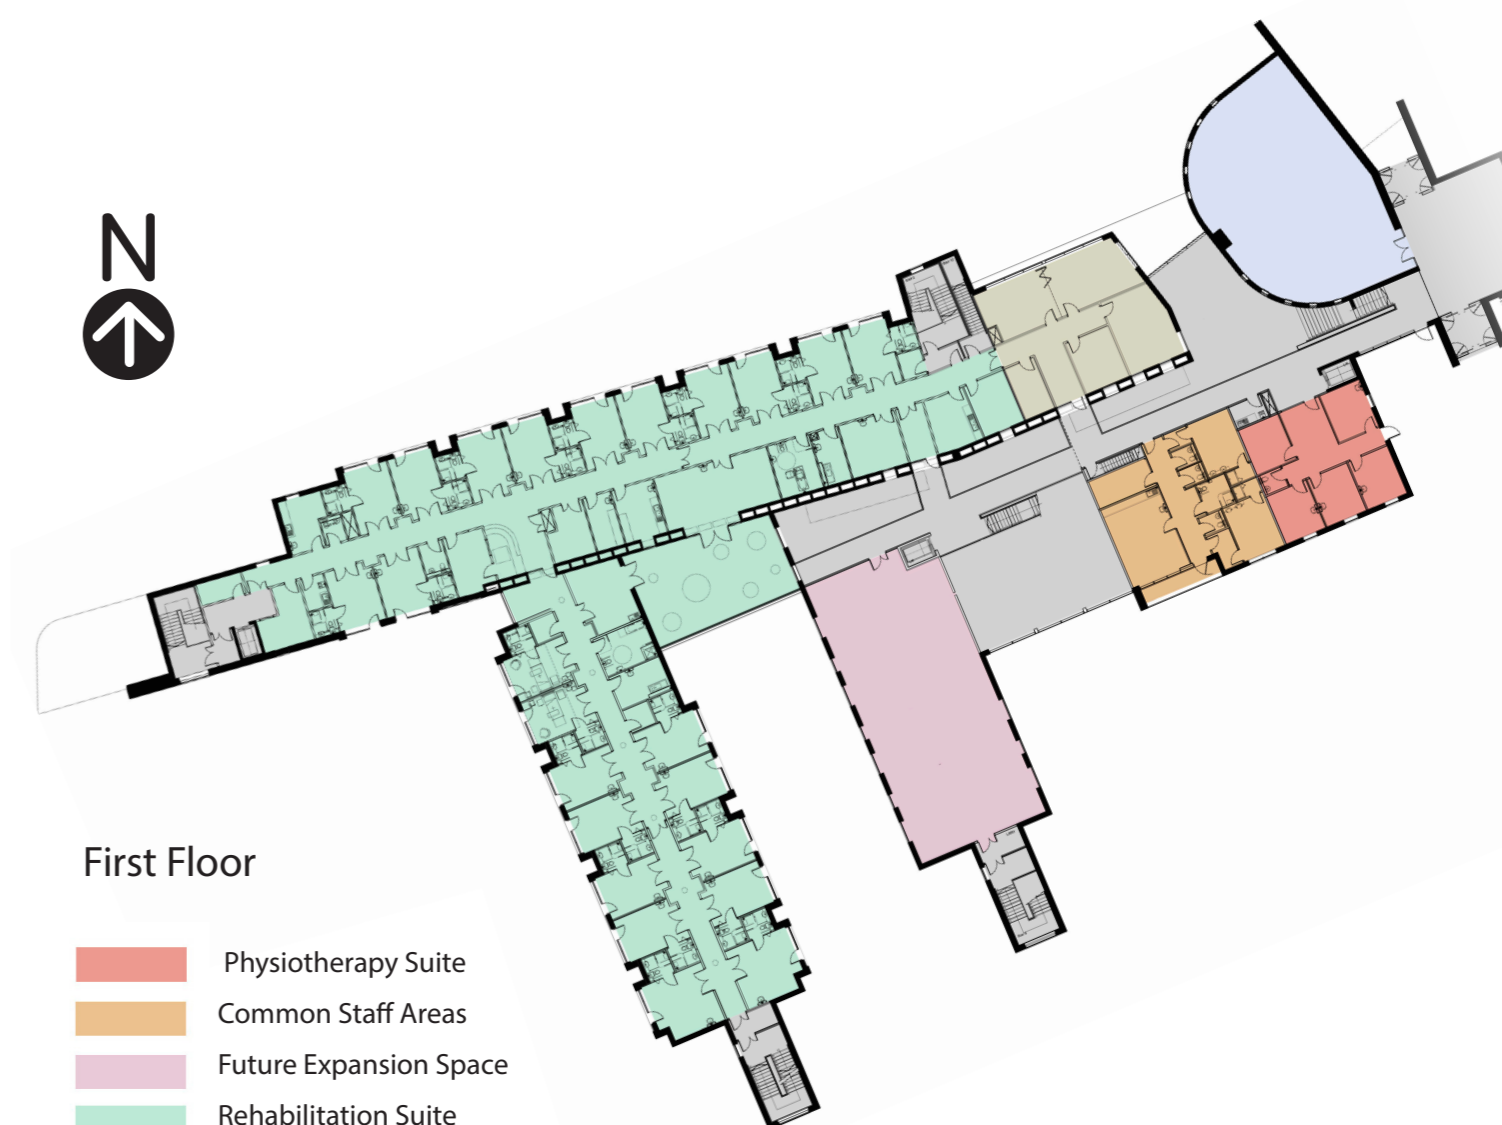 N
First Floor
Physiotherapy Suite
Common Staff Areas
Future Expansion Space
Rehabilitation Suite